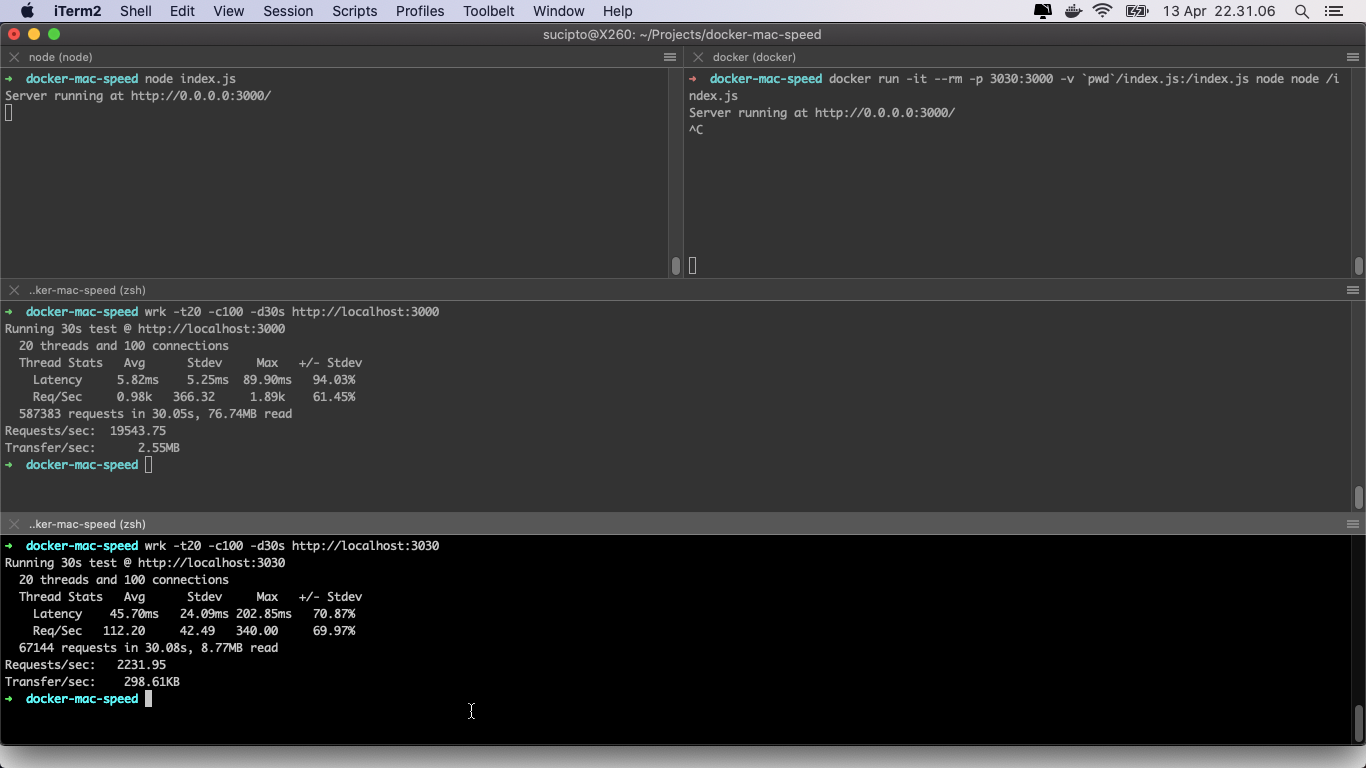 iTerm2 Shell Edit View Session Scripts Profiles Toolbelt Window Help 13 Apr 22.31.06
sucipto@X260: ~/Projects/docker-mac-speed
node (node)
➜ docker-mac-speed node index.js
Server running at http://0.0.0.0:3000/
docker (docker)
➜ docker-mac-speed docker run -it --rm -p 3030:3000 -v `pwd`/index.js:/index.js node node /i
ndex.js
Server running at http://0.0.0.0:3000/
^C
..ker-mac-speed (zsh)
➜ docker-mac-speed wrk -t20 -c100 -d30s http://localhost:3000
Running 30s test @ http://localhost:3000
20 threads and 100 connections
Thread Stats Avg Stdev Max +/- Stdev
Latency 5.82ms 5.25ms 89.90ms 94.03%
Req/Sec 0.98k 366.32 1.89k 61.45%
587383 requests in 30.05s, 76.74MB read
Requests/sec: 19543.75
Transfer/sec: 2.55MB
➜ docker-mac-speed
..ker-mac-speed (zsh)
➜ docker-mac-speed wrk -t20 -c100 -d30s http://localhost:3030
Running 30s test @ http://localhost:3030
20 threads and 100 connections
Thread Stats Avg Stdev Max +/- Stdev
Latency 45.70ms 24.09ms 202.85ms 70.87%
Req/Sec 112.20 42.49 340.00 69.97%
67144 requests in 30.08s, 8.77MB read
Requests/sec: 2231.95
Transfer/sec: 298.61KB
➜ docker-mac-speed